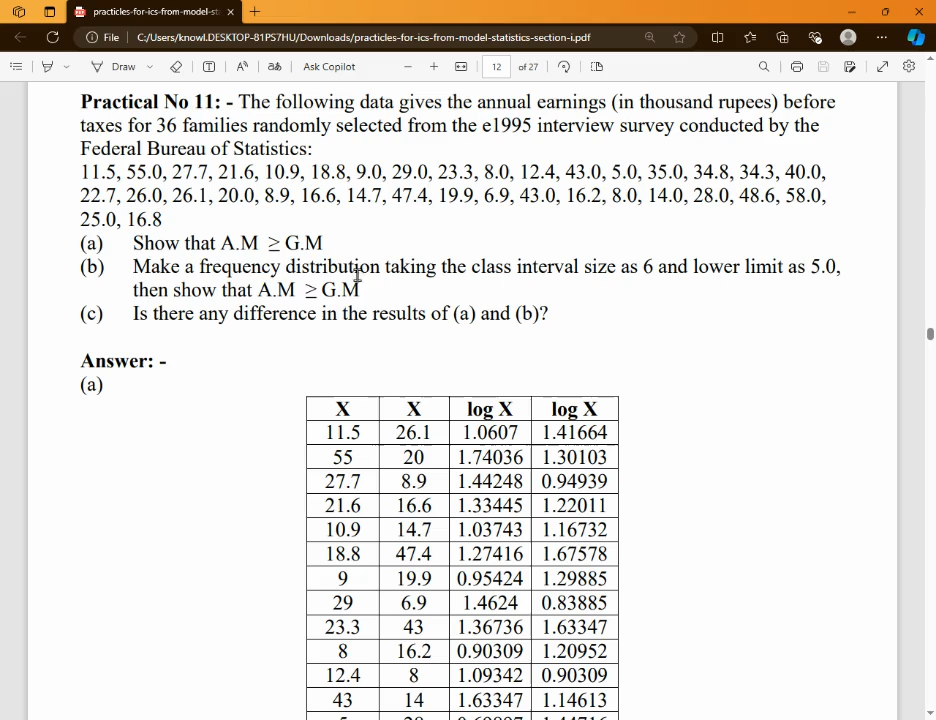 practicles-for-ics-from-model-sta
File C:/Users/knowl.DESKTOP-81PS7HU/Downloads/practicles-for-ics-from-model-statistics-section-i.pdf
Draw Ask Copilot 12 of 27
Practical No 11: - The following data gives the annual earnings (in thousand rupees) before
taxes for 36 families randomly selected from the e1995 interview survey conducted by the
Federal Bureau of Statistics:
11.5, 55.0, 27.7, 21.6, 10.9, 18.8, 9.0, 29.0, 23.3, 8.0, 12.4, 43.0, 5.0, 35.0, 34.8, 34.3, 40.0,
22.7, 26.0, 26.1, 20.0, 8.9, 16.6, 14.7, 47.4, 19.9, 6.9, 43.0, 16.2, 8.0, 14.0, 28.0, 48.6, 58.0,
25.0, 16.8
(a) Show that A.M ≥ G.M
(b) Make a frequency distribution taking the class interval size as 6 and lower limit as 5.0,
then show that A.M ≥ G.M
(c) Is there any difference in the results of (a) and (b)?
Answer: -
(a)
X X log X log X
11.5 26.1 1.0607 1.41664
55 20 1.74036 1.30103
27.7 8.9 1.44248 0.94939
21.6 16.6 1.33445 1.22011
10.9 14.7 1.03743 1.16732
18.8 47.4 1.27416 1.67578
9 19.9 0.95424 1.29885
29 6.9 1.4624 0.83885
23.3 43 1.36736 1.63347
8 16.2 0.90309 1.20952
12.4 8 1.09342 0.90309
43 14 1.63347 1.14613